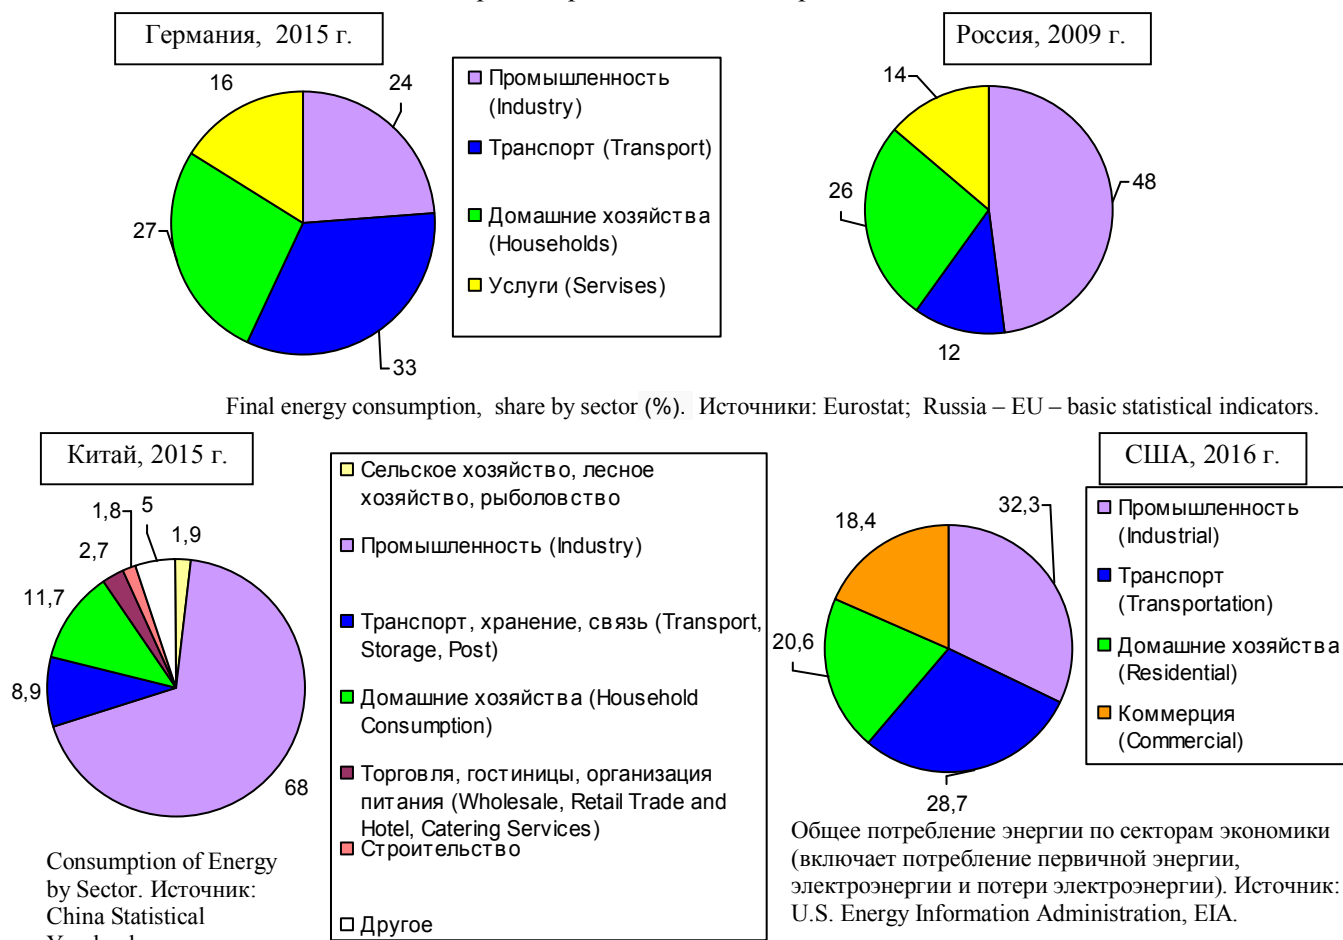 Германия, 2015 г.
16
24
27
33
Промышленность
(Industry)
Транспорт (Transport)
Домашние хозяйства
(Households)
Услуги (Servises)
Россия, 2009 г.
14
48
26
12
Final energy consumption, share by sector (%). Источники: Eurostat; Russia – EU – basic statistical indicators.
Китай, 2015 г.
1,8
5
1,9
2,7
11,7
8,9
68
Сельское хозяйство, лесное
хозяйство, рыболовство
Промышленность (Industry)
Транспорт, хранение, связь (Transport,
Storage, Post)
Домашние хозяйства (Household
Consumption)
Торговля, гостиницы, организация
питания (Wholesale, Retail Trade and
Hotel, Catering Services)
Строительство
Другое
Consumption of Energy
by Sector. Источник:
China Statistical
США, 2016 г.
18,4
32,3
20,6
28,7
Промышленность
(Industrial)
Транспорт
(Transportation)
Домашние хозяйства
(Residential)
Коммерция
(Commercial)
Общее потребление энергии по секторам экономики
(включает потребление первичной энергии,
электроэнергии и потери электроэнергии). Источник:
U.S. Energy Information Administration, EIA.